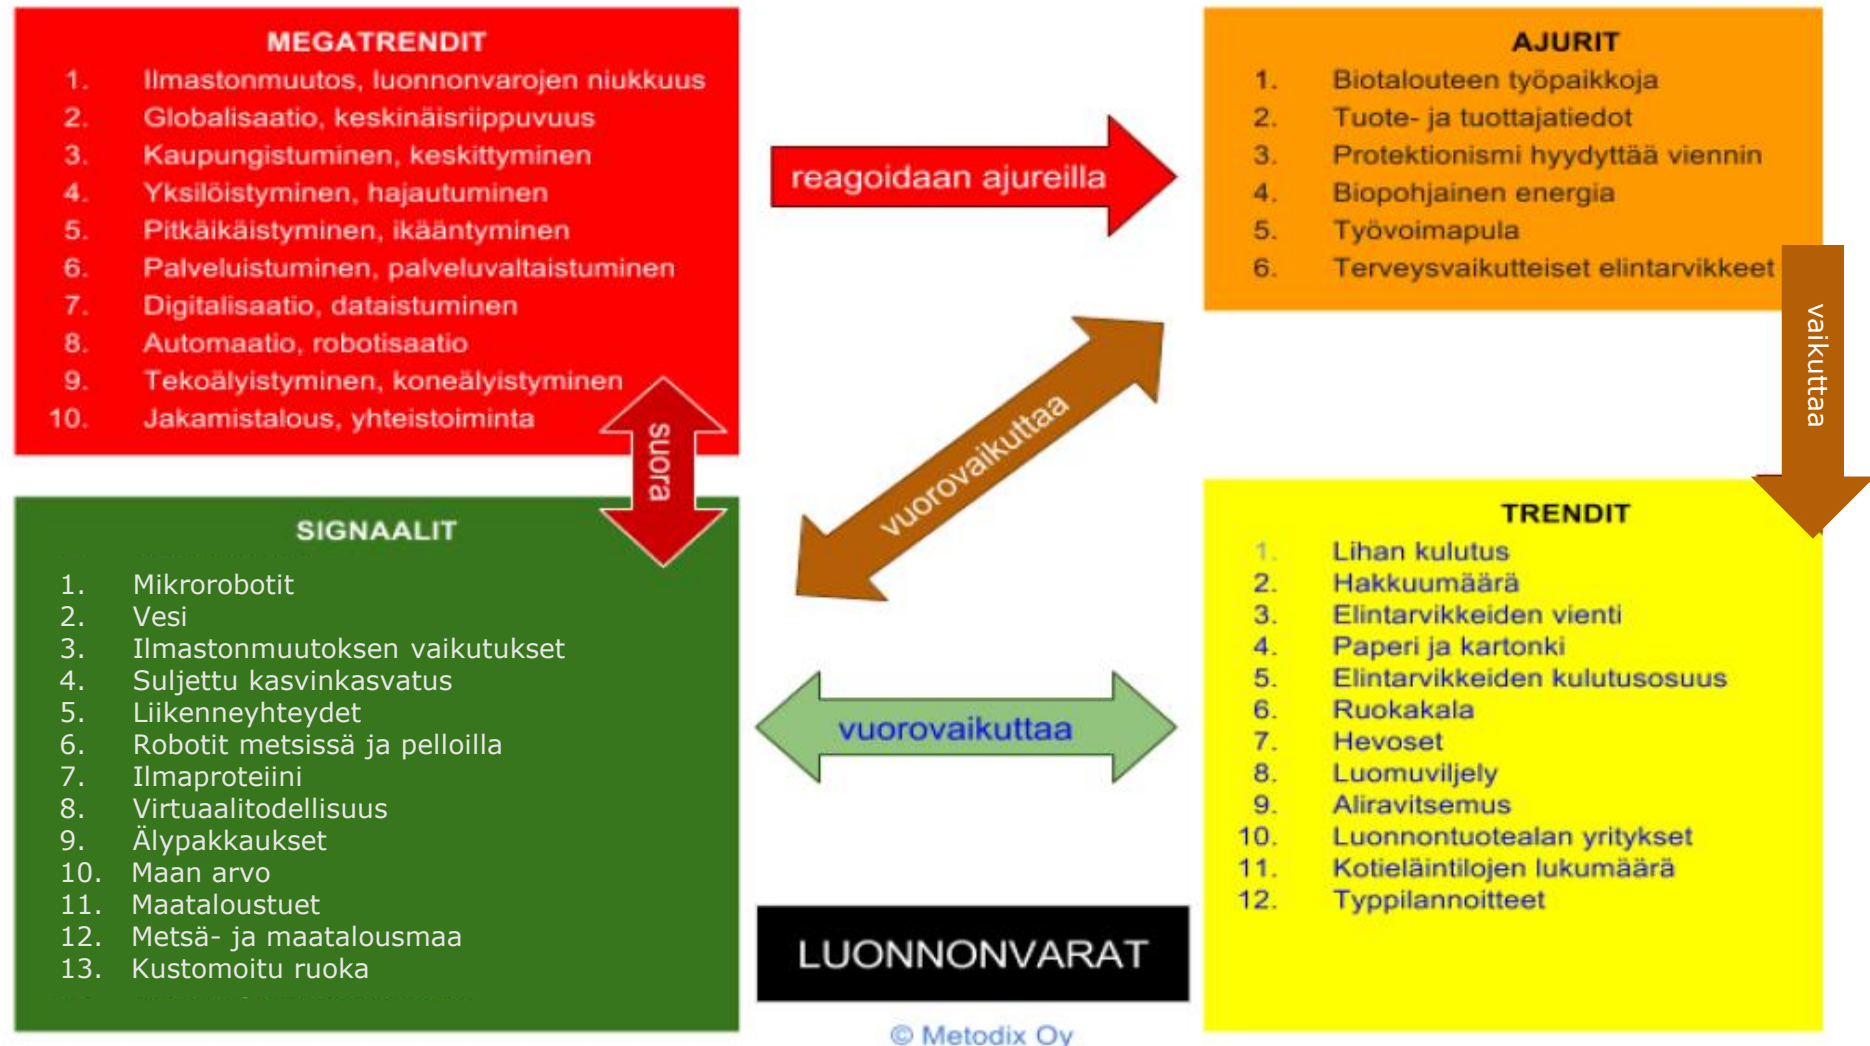 MEGATRENDIT
1. Ilmastonmuutos, luonnonvarojen niukkuus
2. Globalisaatio, keskinäisriippuvuus
3. Kaupungistuminen, keskittyminen
4. Yksilöistyminen, hajautuminen
5. Pitkäikäistyminen, ikääntyminen
6. Palveluistuminen, palveluvaltaistuminen
7. Digitalisaatio, dataistuminen
8. Automaatio, robotisaatio
9. Tekoälyistyminen, koneälyistyminen
10. Jakamistalous, yhteistoiminta
reagoidaan ajureilla
AJURIT
1. Biotalouteen työpaikkoja
2. Tuote- ja tuottajatiedot
3. Protektionismi hyydyttää viennin
4. Biopohjainen energia
5. Työvoimapula
6. Terveysvaikutteiset elintarvikkeet
vaikuttaa
suora
vuorovaikuttaa
SIGNAALIT
1. Mikrorobotit
2. Vesi
3. Ilmastonmuutoksen vaikutukset
4. Suljettu kasvinkasvatus
5. Liikenneyhteydet
6. Robotit metsissä ja pelloilla
7. Ilmaproteiini
8. Virtuaalitodellisuus
9. Älypakkaukset
10. Maan arvo
11. Maataloustuet
12. Metsä- ja maatalousmaa
13. Kustomoitu ruoka
vuorovaikuttaa
TRENDIT
1. Lihan kulutus
2. Hakkuumäärä
3. Elintarvikkeiden vienti
4. Paperi ja kartonki
5. Elintarvikkeiden kulutusosuus
6. Ruokakala
7. Hevoset
8. Luomuviljely
9. Aliravitsemus
10. Luonnontuotealan yritykset
11. Kotieläintilojen lukumäärä
12. Typpilannoitteet
LUONNONVARAT
© Metodix Oy